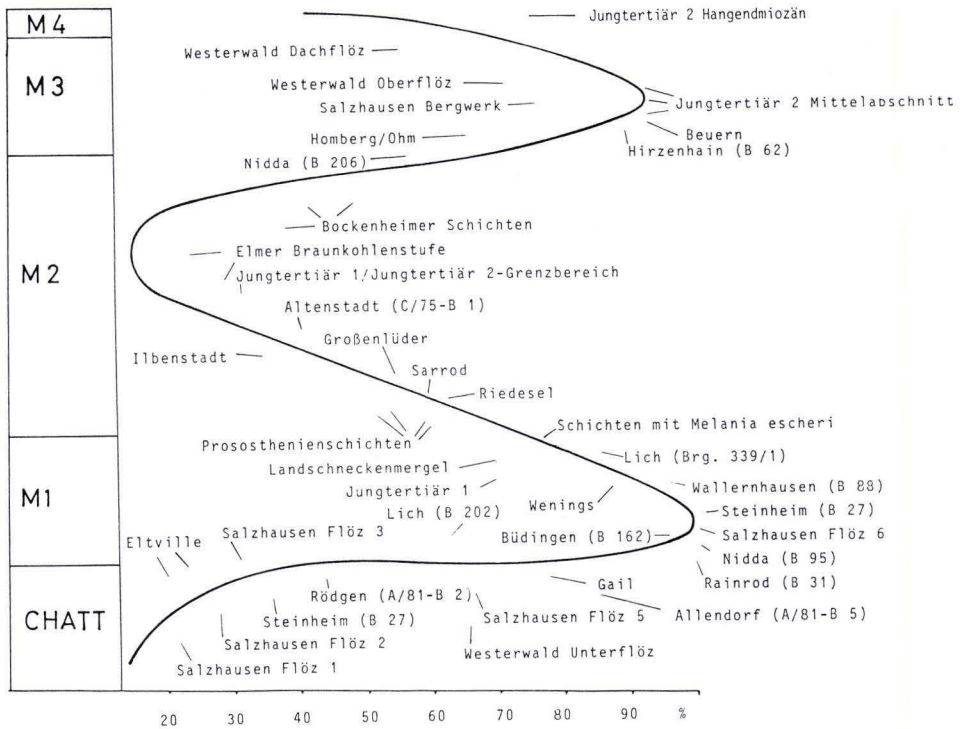 M4
Jungtertiär 2 Hangendmiozän
Westerwald Dachflöz
M3
Westerwald Oberflöz
Salzhausen Bergwerk
Jungtertiär 2 Mittelabschnitt
Homberg/Ohm
Beuern
Hirzenhain (B 62)
Nidda (B 206)
Bockenheimer Schichten
Elmer Braunkohlenstufe
M2
Jungtertiär 1/Jungtertiär 2-Grenzbereich
Altenstadt (C/75-B 1)
Großenlüder
Ilbenstadt
Sarrod
Riedesel
Schichten mit Melania escheri
Prososthenienschichten
Lich (Brg. 339/1)
Landschneckenmergel
Jungtertiär 1
Wallernhausen (B 88)
M1
Wenings
Lich (B 202)
Steinheim (B 27)
Salzhausen Flöz 3
Büdingen (B 162)
Salzhausen Flöz 6
Eltville
Nidda (B 95)
Gail
Rainrod (B 31)
Rödgen (A/81-B 2)
CHATT
Steinheim (B 27)
Salzhausen Flöz 5
Allendorf (A/81-B 5)
Salzhausen Flöz 2
Westerwald Unterflöz
Salzhausen Flöz 1
20 30 40 50 60 70 80 90 %